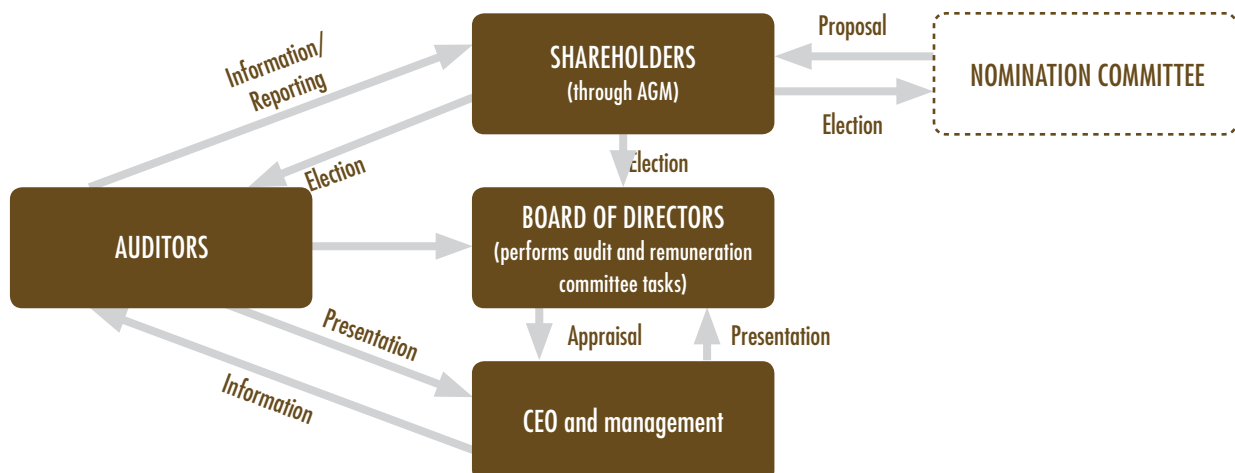 Proposal
SHAREHOLDERS
(through AGM)
NOMINATION COMMITTEE
Information/
Reporting
Election
Election
Election
BOARD OF DIRECTORS
(performs audit and remuneration
committee tasks)
AUDITORS
Presentation
Appraisal
Presentation
Information
CEO and management